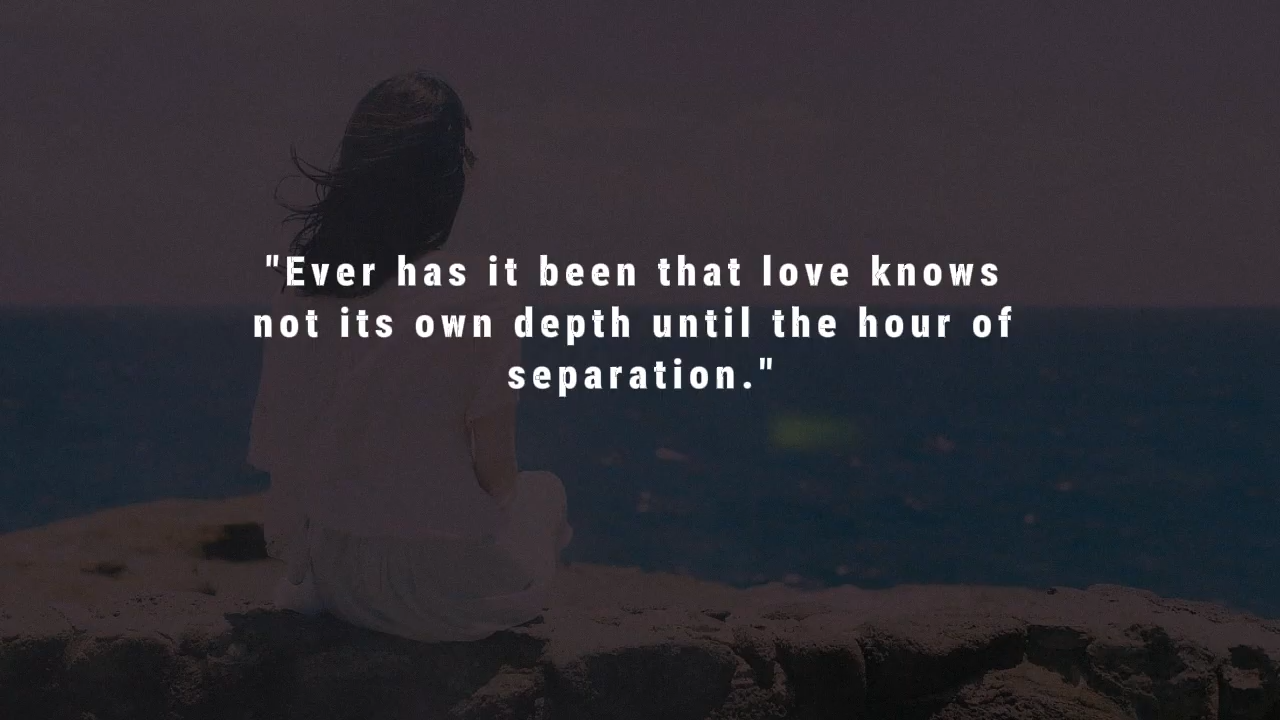 "Ever has it been that love knows
not its own depth until the hour of
separation."